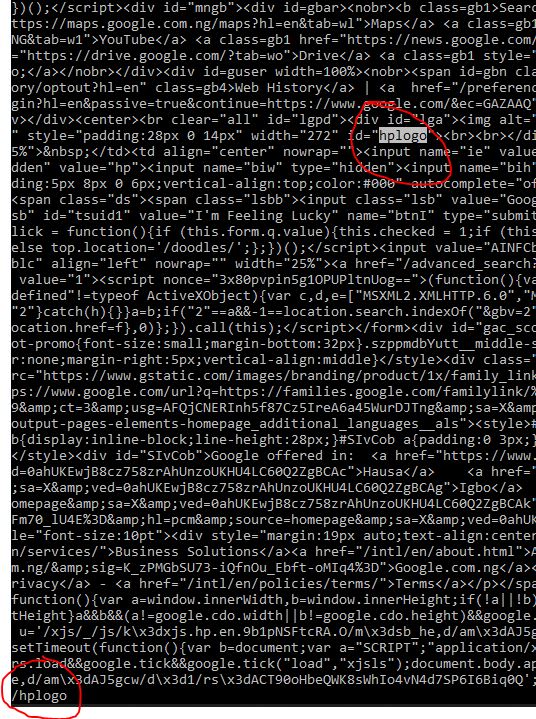 })();</script><div id="mngb"><div id=gbar><nobr><b class=gb1>Searc
ttps://maps.google.com.ng/maps?hl=en&tab=wl">Maps</a> <a class=g
NG&tab=w1">YouTube</a> <a class=gb1 href="https://news.google.com
="https://drive.google.com/?tab=wo">Drive</a> <a class=gb1 style
o;</a></nobr></div><div id=guser width=100%><nobr><span id=gbn cl
ory/optout?hl=en" class=gb4>Web History</a> | <a  href="/preferen
gin?hl=en&passive=true&continue=https://www.google.com/&ec=GAZAAQ"
v></div><center><br clear="all" id="lgpd"><div id="lga"><img alt="
" style="padding:28px 0 14px" width="272" id="hplogo"><br><br></di
5%">&nbsp;</td><td align="center" nowrap=""><input name="ie" value
dden" value="hp"><input name="biw" type="hidden"><input name="bih"
ding:5px 8px 0 6px;vertical-align:top;color:#000" autocomplete="of
<span class="ds"><span class="lsbb"><input class="lsb" value="Goog
sb" id="tsuid1" value="I'm Feeling Lucky" name="btnI" type="submit
lick = function(){if (this.form.q.value){this.checked = 1;if (this
else top.location='/doodles/';};})();</script><input value="AINFCb
blc" align="left" nowrap="" width="25%"><a href="/advanced_search?
 value="1"><script nonce="3x80pvpin5g1OPUPltnUog==">(function(){v
defined"!=typeof ActiveXObject){var c,d,e=["MSXML2.XMLHTTP.6.0","M
"2"}catch(h){}}a=b;if("2"==a&&-1==location.search.indexOf("&gbv=2"
ocation.href=f},0)};}).call(this);</script></form><div id="gac_sco
ot-promo{font-size:small;margin-bottom:32px}.szppmdbYutt__middle-s
r:none;margin-right:5px;vertical-align:middle}</style><div class="
rc="https://www.gstatic.com/images/branding/product/1x/family_link
ps://www.google.com/url?q=https://families.google.com/familylink/%
9&amp;ct=3&amp;usg=AFQjCNERInh5f87Cz5IreA6a45WurDJTng&amp;sa=X&amp
output-pages-elements-homepage_additional_languages__als"><style>#
b{display:inline-block;line-height:28px;}#SIvCob a{padding:0 3px;}
</style><div id="SIvCob">Google offered in:  <a href="https://www.
d=0ahUKEwjB8cz758zrAhUnzoUKHU4LC60Q2ZgBCAc">Hausa</a>    <a href="
;sa=X&amp;ved=0ahUKEwjB8cz758zrAhUnzoUKHU4LC60Q2ZgBCAg">Igbo</a>
omepage&amp;sa=X&amp;ved=0ahUKEwjB8cz758zrAhUnzoUKHU4LC60Q2ZgBCAk"
Fm70_lU4E%3D&amp;hl=pcm&amp;source=homepage&amp;sa=X&amp;ved=0ahUK
le="font-size:10pt"><div style="margin:19px auto;text-align:center
n/services/">Business Solutions</a><a href="/intl/en/about.html">A
m.ng/&amp;sig=K_zPMGbSU73-iQfnOu_Ebft-oMIq4%3D">Google.com.ng</a><
rivacy</a> - <a href="/intl/en/policies/terms/">Terms</a></p></spa
function(){var a=window.innerWidth,b=window.innerHeight;if(!a||!b)
tHeight}a&&b&&(a!=google.cdo.width||b!=google.cdo.height)&&google.
 u='/xjs/_/js/k\x3dxjs.hp.en.9b1pNSFtcRA.O/m\x3dsb_he,d/am\x3dAJ5g
setTimeout(function(){var b=document;var a="SCRIPT";"application/x
rs.load&&google.tick&&google.tick("load","xjsls");document.body.ap
e,d/am\x3dAJ5gcw/d\x3d1/rs\x3dACT90oHbeQWK8sWhIo4vN4d7SP6I6Biq0Q';
/hplogo